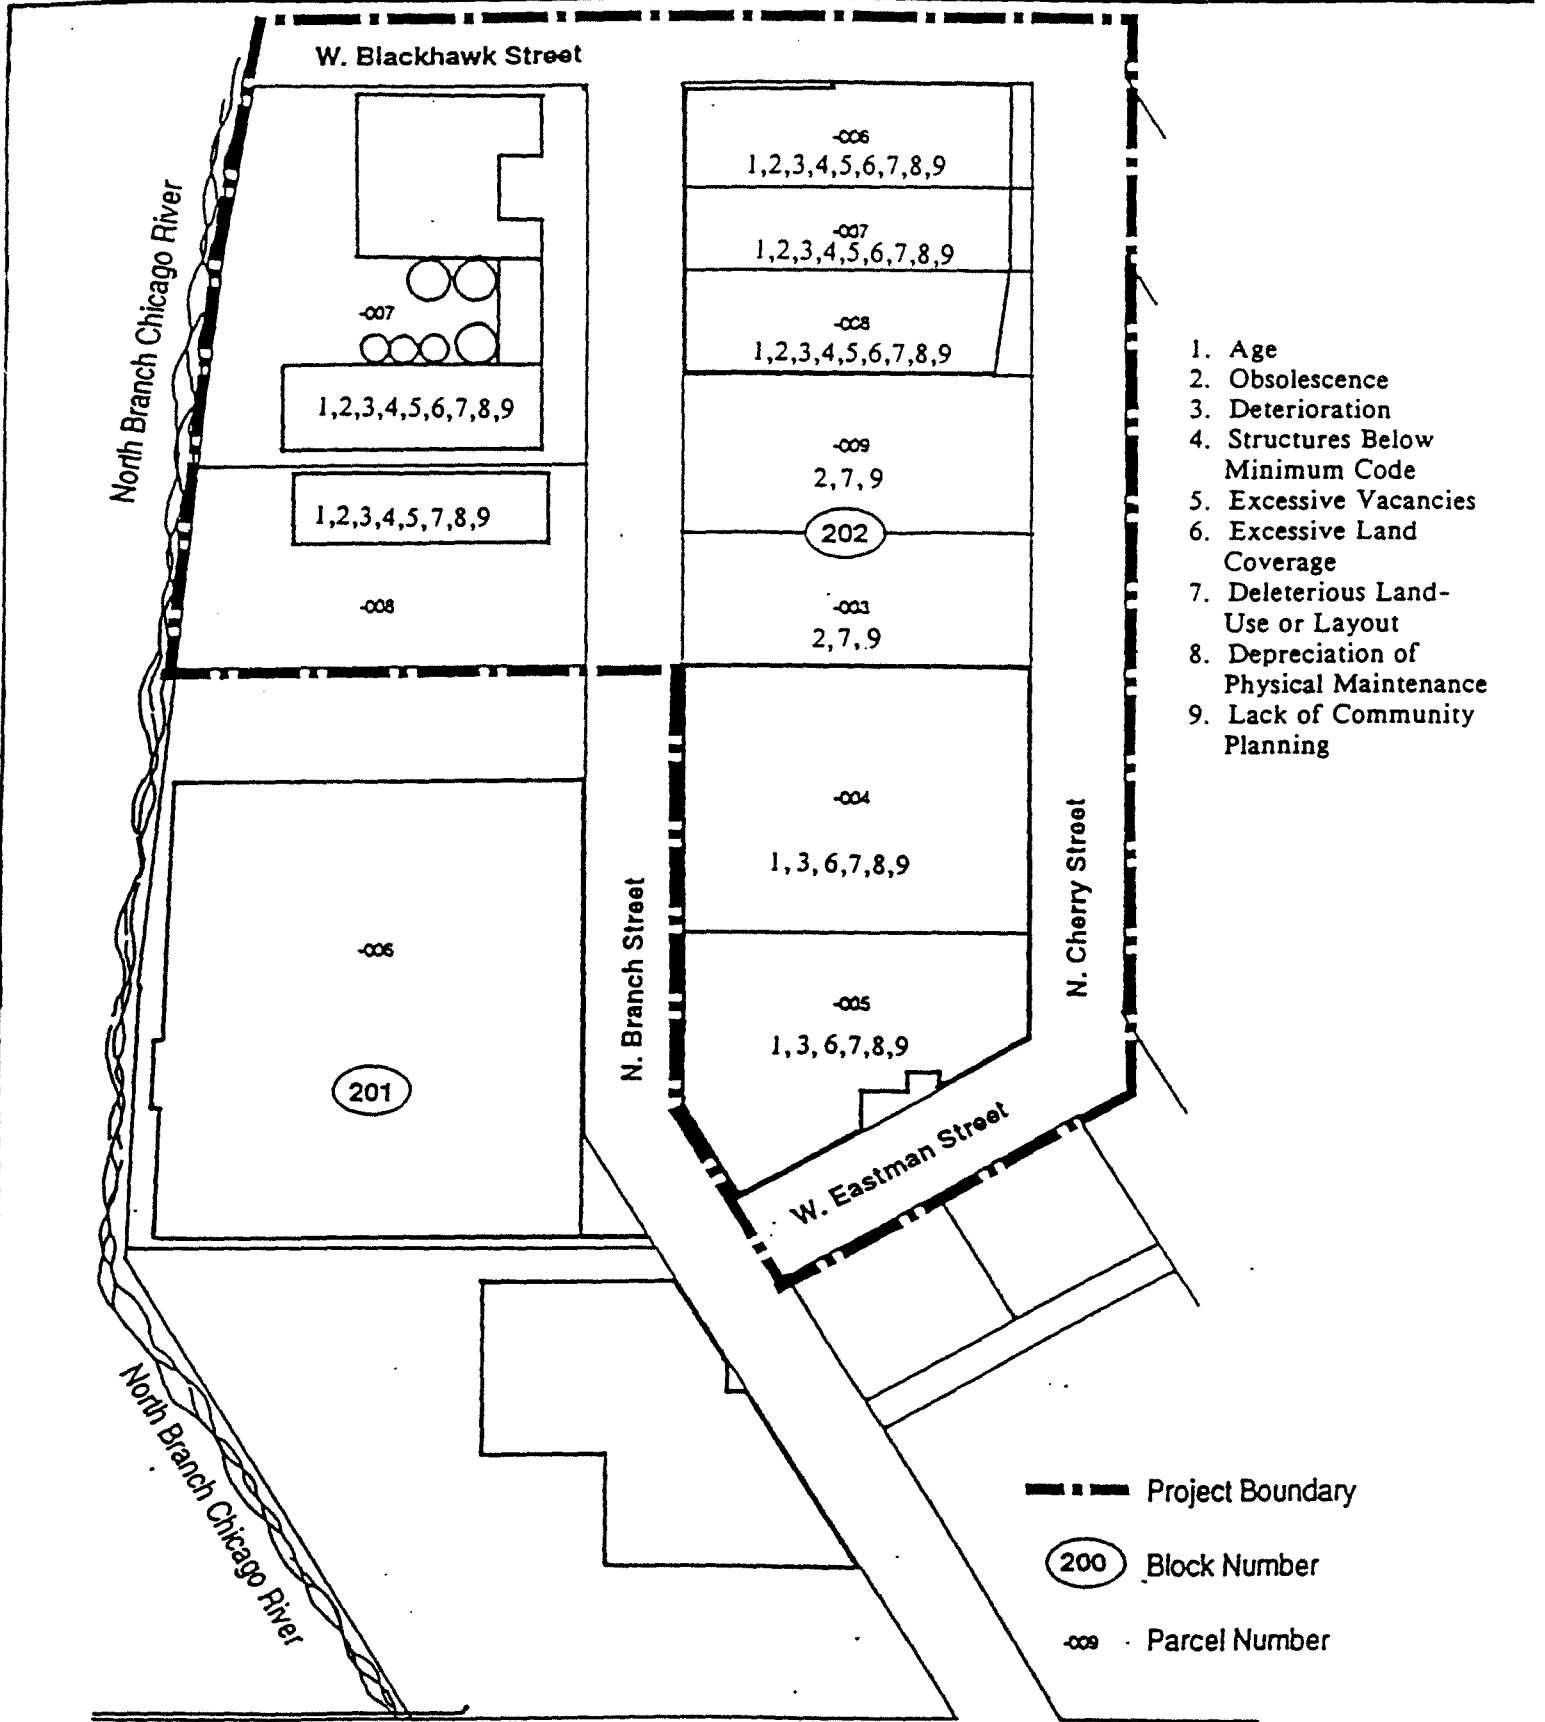 W. Blackhawk Street
North Branch Chicago River
-007
1,2,3,4,5,6,7,8,9
1,2,3,4,5,7,8,9
-008
-006
1,2,3,4,5,6,7,8,9
-007
1,2,3,4,5,6,7,8,9
-008
1,2,3,4,5,6,7,8,9
-009
2,7,9
202
-003
2,7,9
-004
1,3,6,7,8,9
-005
1,3,6,7,8,9
-006
201
N. Branch Street
N. Cherry Street
W. Eastman Street
North Branch Chicago River
1. Age
2. Obsolescence
3. Deterioration
4. Structures Below
Minimum Code
5. Excessive Vacancies
6. Excessive Land
Coverage
7. Deleterious Land-
Use or Layout
8. Depreciation of
Physical Maintenance
9. Lack of Community
Planning
Project Boundary
200 Block Number
-009 Parcel Number